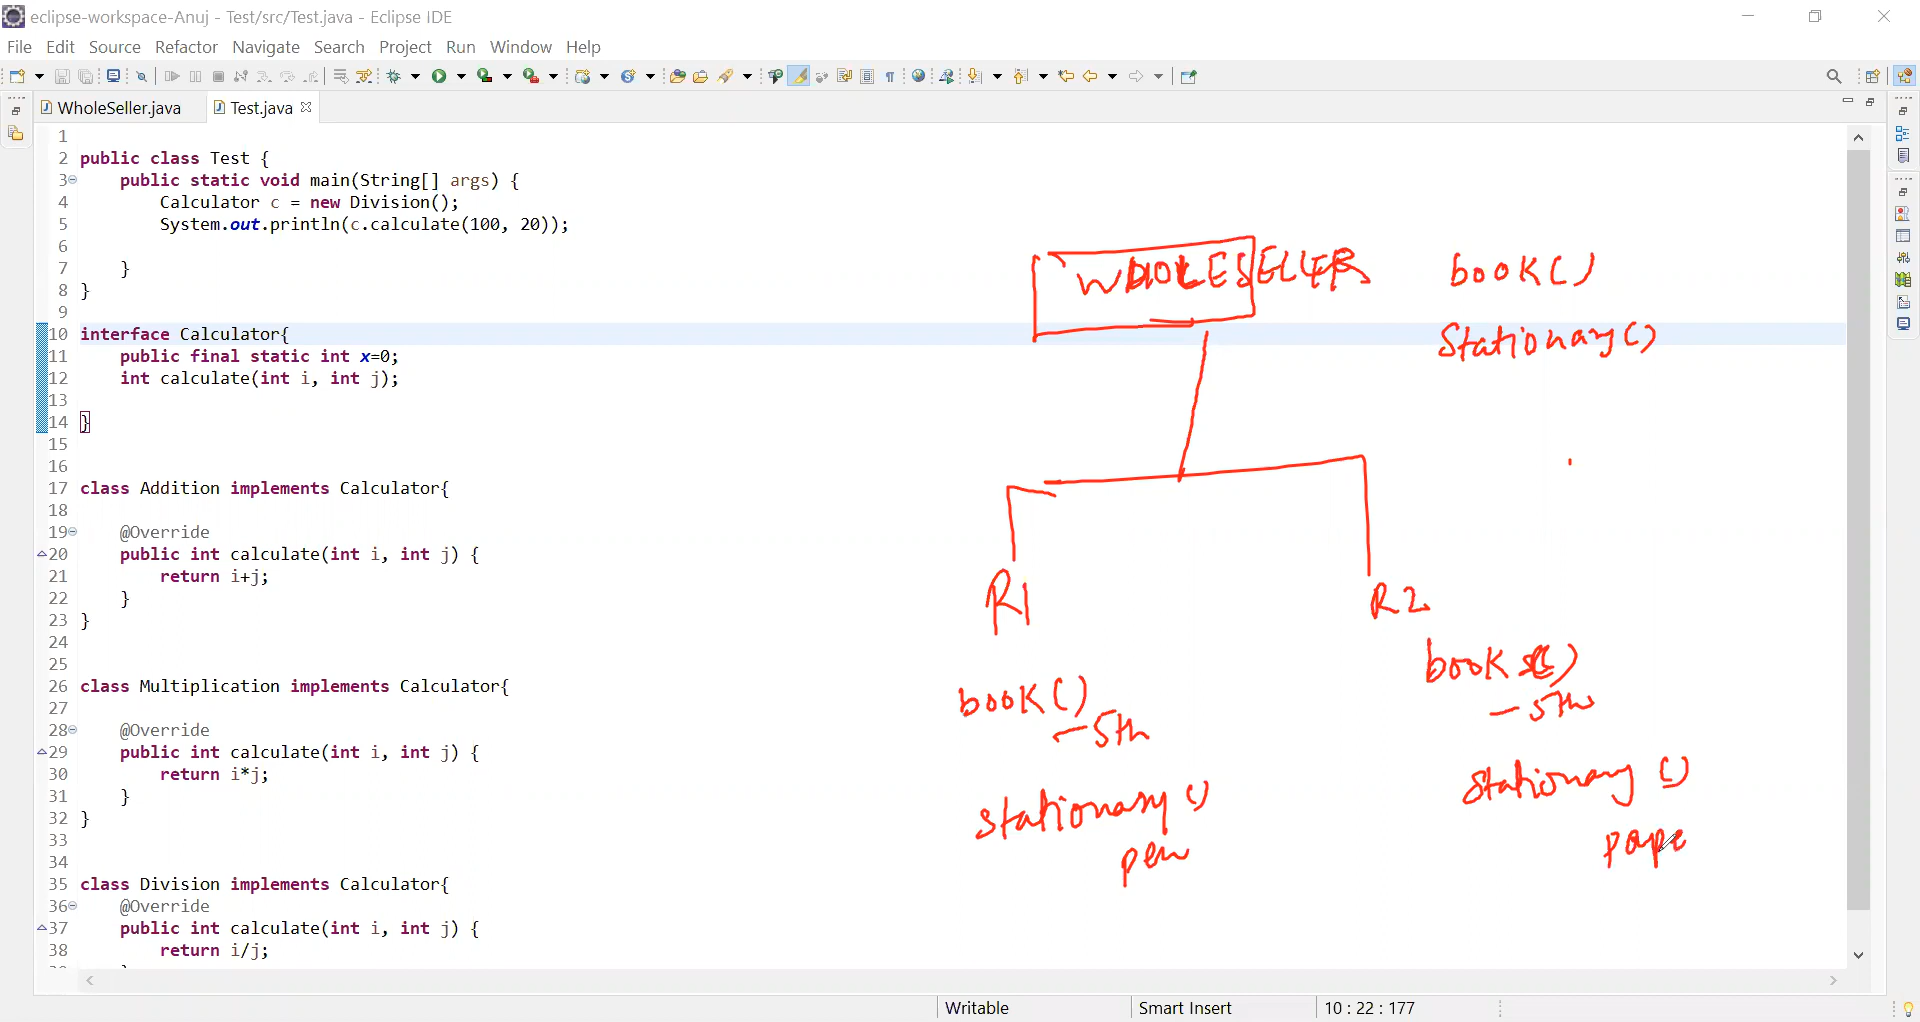 eclipse-workspace-Anuj - Test/src/Test.java - Eclipse IDE
File Edit Source Refactor Navigate Search Project Run Window Help
WholeSeller.java Test.java
1
2 public class Test {
3 public static void main(String[] args) {
4 Calculator c = new Division();
5 System.out.println(c.calculate(100, 20));
6
7 }
8 }
9
10 interface Calculator{
11 public final static int x=0;
12 int calculate(int i, int j);
13
14 }
15
16
17 class Addition implements Calculator{
18
19 @Override
20 public int calculate(int i, int j) {
21 return i+j;
22 }
23 }
24
25
26 class Multiplication implements Calculator{
27
28 @Override
29 public int calculate(int i, int j) {
30 return i*j;
31 }
32 }
33
34
35 class Division implements Calculator{
36 @Override
37 public int calculate(int i, int j) {
38 return i/j;
WHOLESELLER
book()
Stationary()
R1
R2
book()
- 5th
stationary ()
pen
book ()
- 5th
stationary ()
pape
Writable Smart Insert 10 : 22 : 177